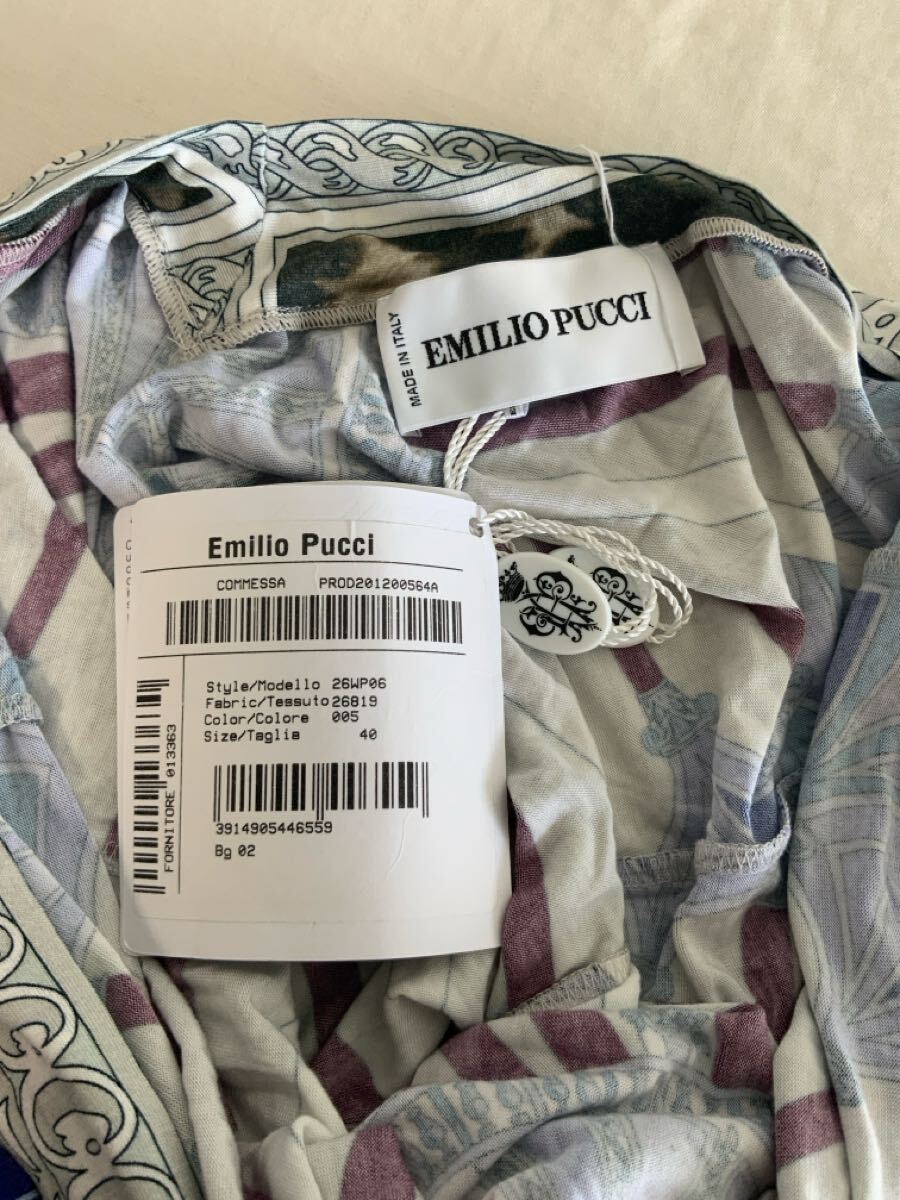 MADE IN ITALY
EMILIO PUCCI
Emilio Pucci
COMMESSA PROD201200564A
Style/Modello 26WP06
Fabric/Tessuto 26819
Color/Colore 005
Size/Taglia 40
FORNITORE 013363
3914905446559
Bg 02